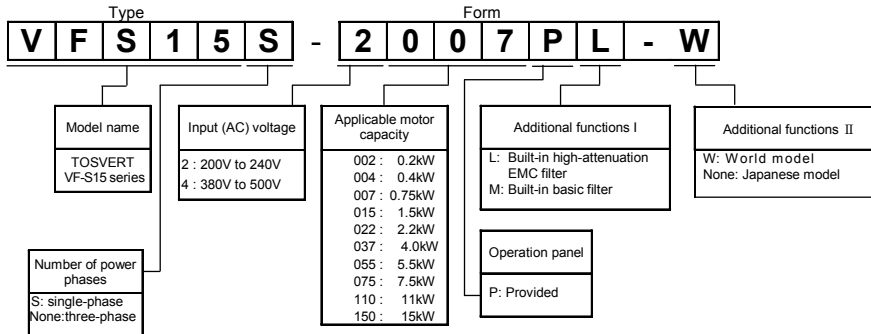 Type
Form
V F S 1 5 S - 2 0 0 7 P L - W
Model name
TOSVERT
VF-S15 series
Input (AC) voltage
2 : 200V to 240V
4 : 380V to 500V
Applicable motor
capacity
002 : 0.2kW
004 : 0.4kW
007 : 0.75kW
015 : 1.5kW
022 : 2.2kW
037 : 4.0kW
055 : 5.5kW
075 : 7.5kW
110 : 11kW
150 : 15kW
Additional functions I
L: Built-in high-attenuation
EMC filter
M: Built-in basic filter
Additional functions II
W: World model
None: Japanese model
Number of power
phases
S: single-phase
None:three-phase
Operation panel
P: Provided